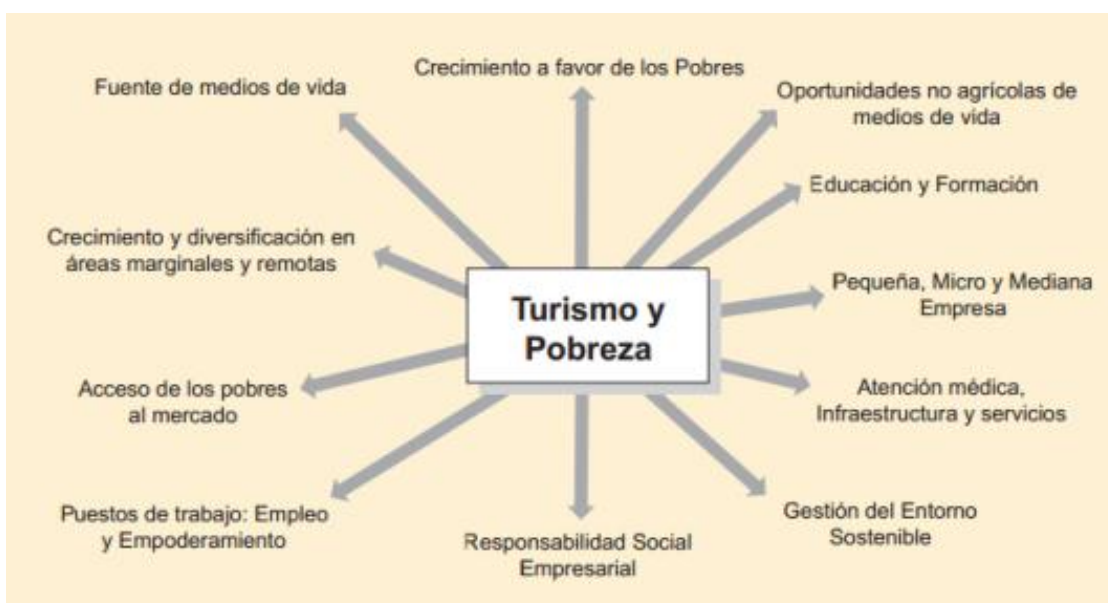 Crecimiento a favor de los Pobres
Fuente de medios de vida
Oportunidades no agrícolas de
medios de vida
Educación y Formación
Crecimiento y diversificación en
áreas marginales y remotas
Pequeña, Micro y Mediana
Empresa
Turismo y
Pobreza
Acceso de los pobres
al mercado
Atención médica,
Infraestructura y servicios
Puestos de trabajo: Empleo
y Empoderamiento
Responsabilidad Social
Empresarial
Gestión del Entorno
Sostenible